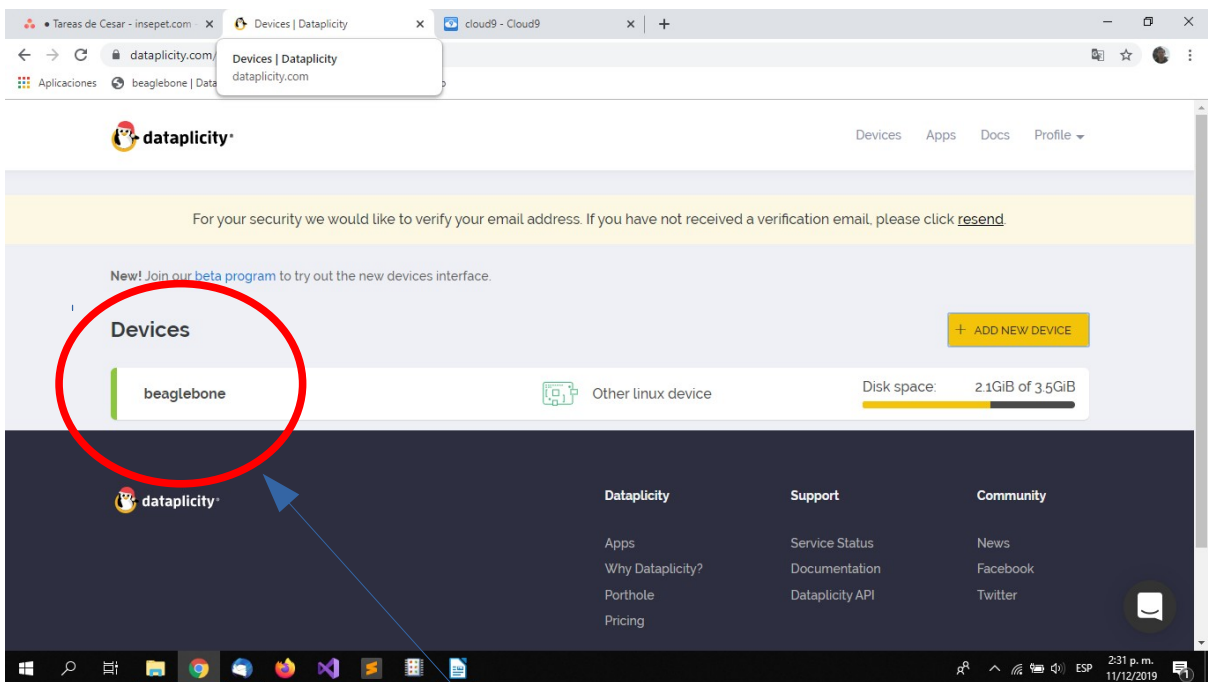 ● Tareas de Cesar - insepet.com
Devices | Dataplicity
cloud9 - Cloud9
dataplicity.com/
Devices | Dataplicity
dataplicity.com
Aplicaciones
beaglebone | Data
dataplicity
Devices
Apps
Docs
Profile
For your security we would like to verify your email address. If you have not received a verification email, please click resend.
New! Join our beta program to try out the new devices interface.
Devices
+ ADD NEW DEVICE
beaglebone
Other linux device
Disk space:
2.1GiB of 3.5GiB
dataplicity
Dataplicity
Support
Community
Apps
Service Status
News
Why Dataplicity?
Documentation
Facebook
Porthole
Dataplicity API
Twitter
Pricing
ESP
2:31 p. m.
11/12/2019